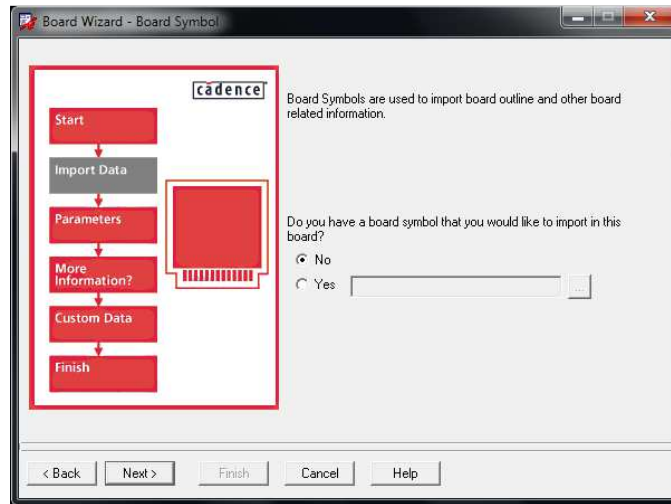 Board Wizard - Board Symbol
cādence
Start
Import Data
Parameters
More
Information?
Custom Data
Finish
Board Symbols are used to import board outline and other board
related information.
Do you have a board symbol that you would like to import in this
board?
No
Yes
...
< Back
Next >
Finish
Cancel
Help